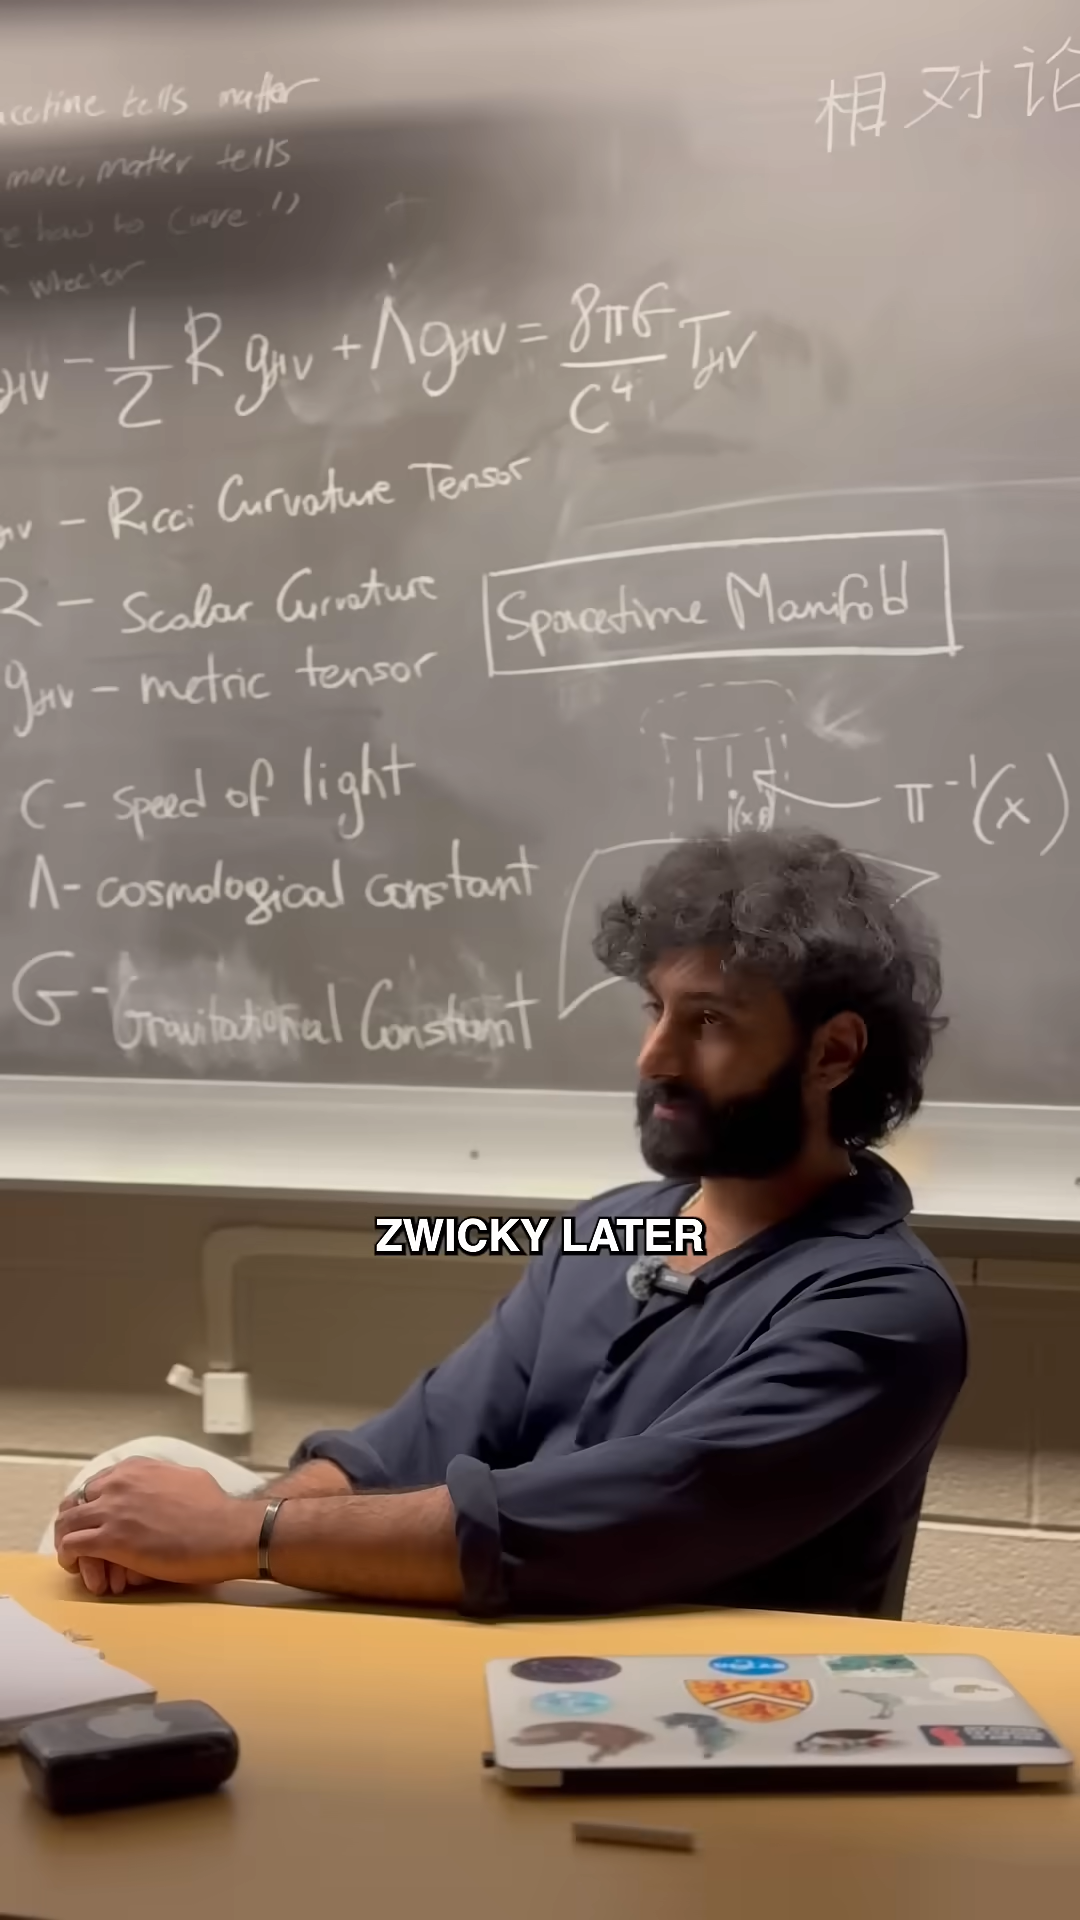 tells matter
相对论
move, matter tells
how to curve."
Wheeler
μν - 1/2 R gμν + Λgμν = 8πG/C⁴ Tμν
μν - Ricci Curvature Tensor
R - Scalar Curvature
Spacetime Manifold
gμν - metric tensor
C - speed of light
π⁻¹(x)
Λ - cosmological constant
G - Gravitational Constant
ZWICKY LATER